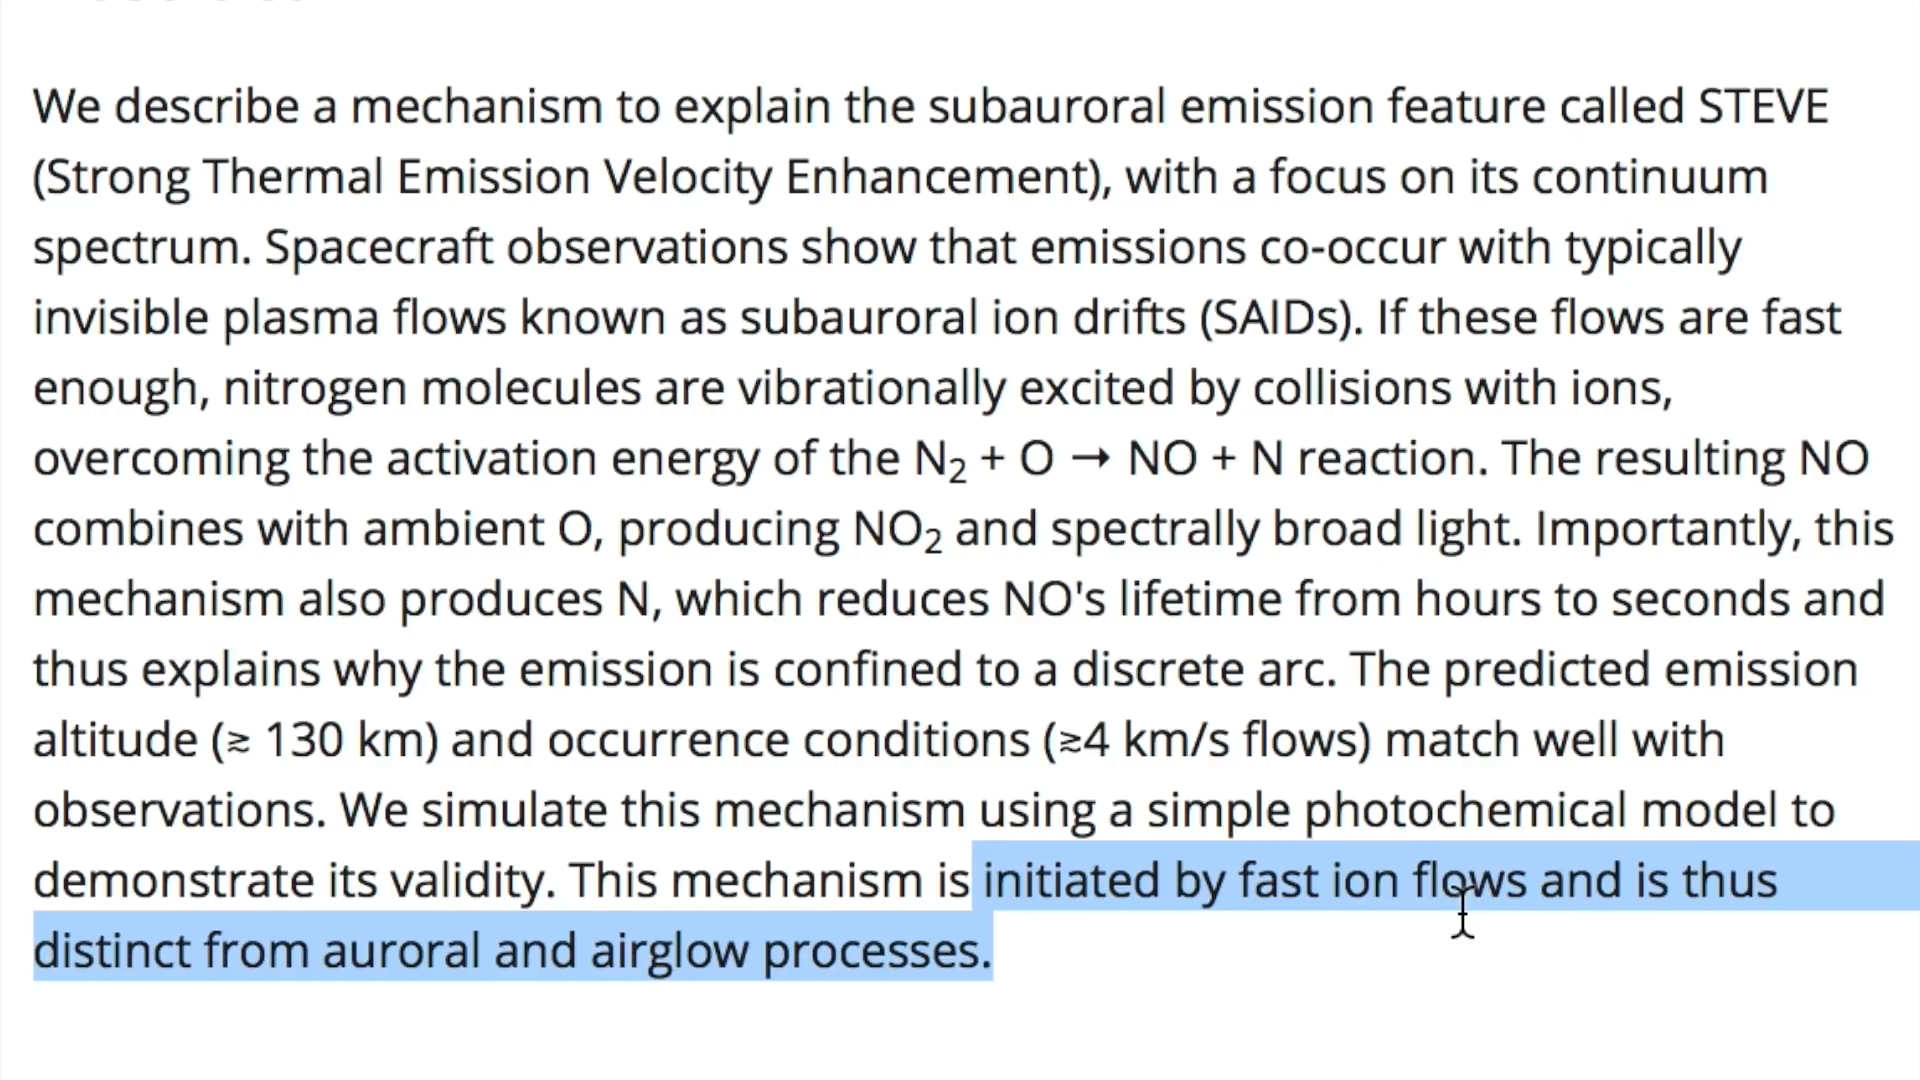 We describe a mechanism to explain the subauroral emission feature called STEVE
(Strong Thermal Emission Velocity Enhancement), with a focus on its continuum
spectrum. Spacecraft observations show that emissions co-occur with typically
invisible plasma flows known as subauroral ion drifts (SAIDs). If these flows are fast
enough, nitrogen molecules are vibrationally excited by collisions with ions,
overcoming the activation energy of the N₂ + O → NO + N reaction. The resulting NO
combines with ambient O, producing NO₂ and spectrally broad light. Importantly, this
mechanism also produces N, which reduces NO's lifetime from hours to seconds and
thus explains why the emission is confined to a discrete arc. The predicted emission
altitude (≳ 130 km) and occurrence conditions (≳4 km/s flows) match well with
observations. We simulate this mechanism using a simple photochemical model to
demonstrate its validity. This mechanism is initiated by fast ion flows and is thus
distinct from auroral and airglow processes.